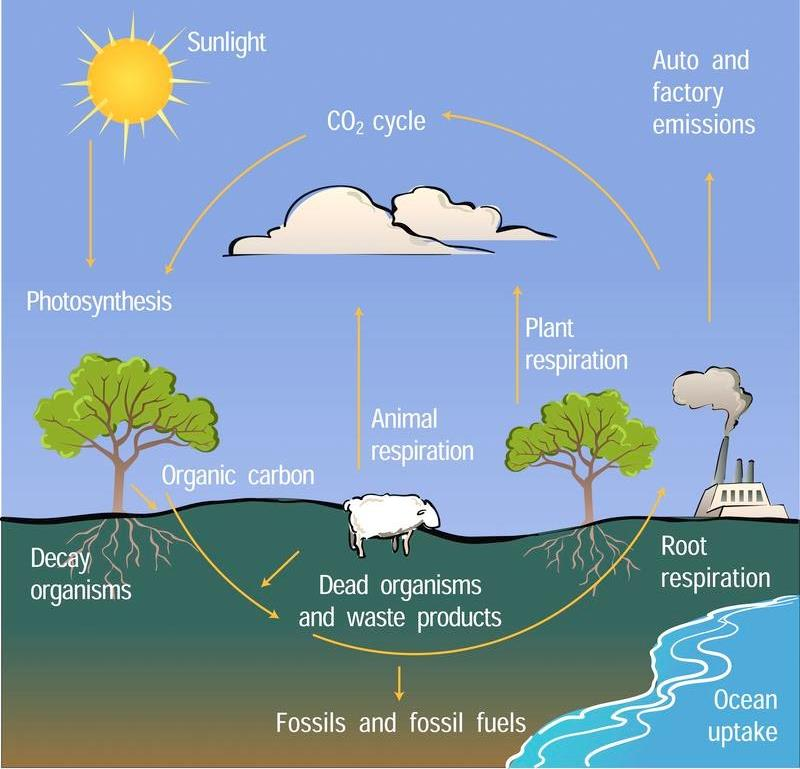 Sunlight
Auto and
factory
emissions
CO₂ cycle
Photosynthesis
Plant
respiration
Animal
respiration
Organic carbon
Decay
organisms
Root
respiration
Dead organisms
and waste products
Fossils and fossil fuels
Ocean
uptake